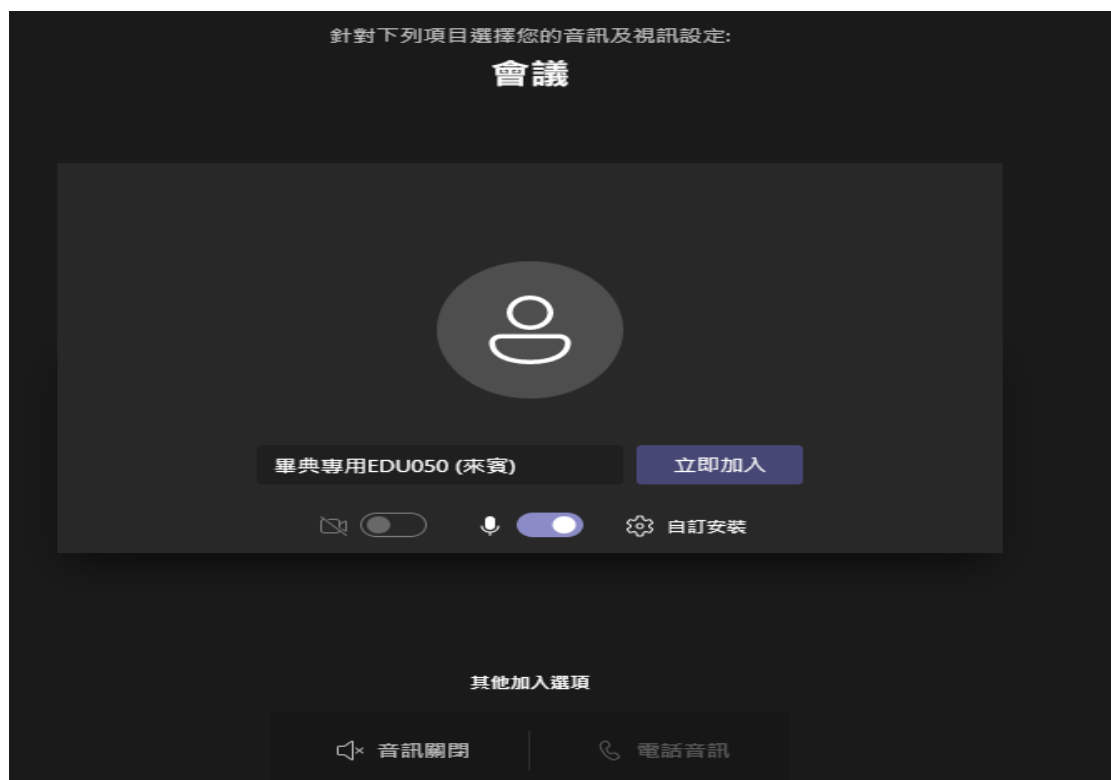 針對下列項目選擇您的音訊及視訊設定:
會議
畢典專用EDU050 (來賓)
立即加入
自訂安裝
其他加入選項
音訊關閉
電話音訊